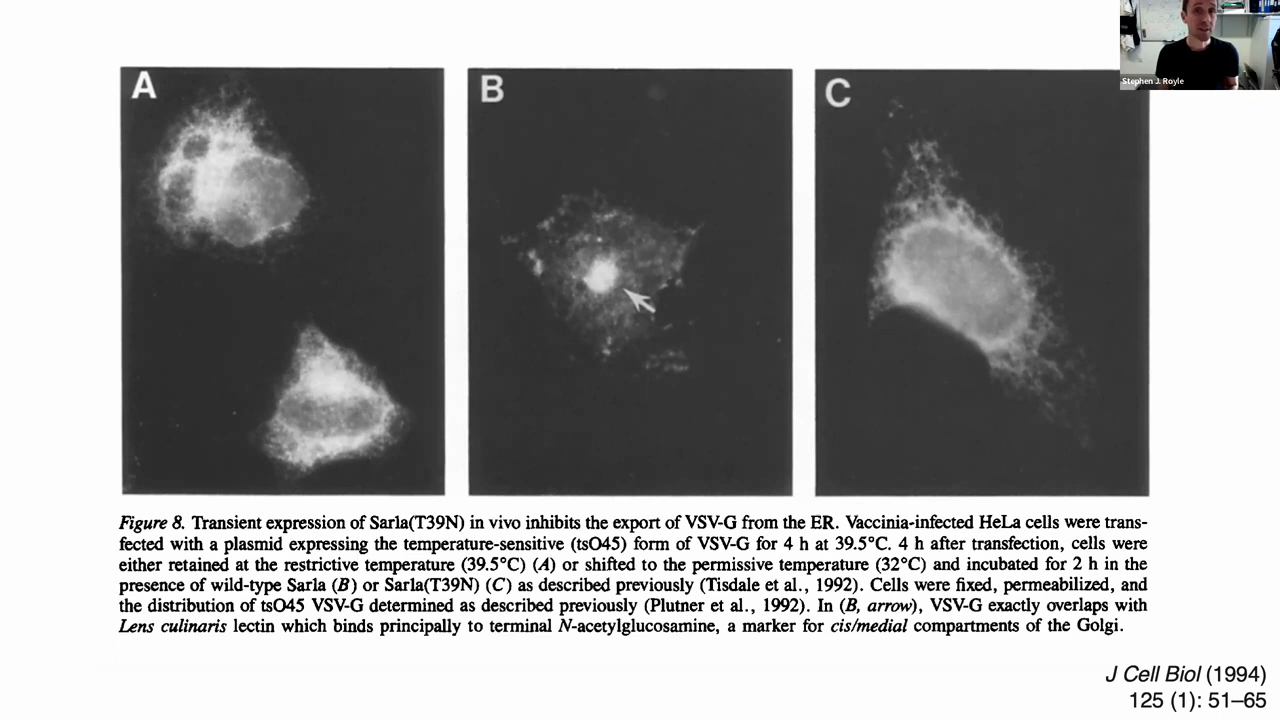 Stephen J. Royle
A
B
C
Figure 8. Transient expression of Sar1a(T39N) in vivo inhibits the export of VSV-G from the ER. Vaccinia-infected HeLa cells were trans-
fected with a plasmid expressing the temperature-sensitive (tsO45) form of VSV-G for 4 h at 39.5°C. 4 h after transfection, cells were
either retained at the restrictive temperature (39.5°C) (A) or shifted to the permissive temperature (32°C) and incubated for 2 h in the
presence of wild-type Sar1a (B) or Sar1a(T39N) (C) as described previously (Tisdale et al., 1992). Cells were fixed, permeabilized, and
the distribution of tsO45 VSV-G determined as described previously (Plutner et al., 1992). In (B, arrow), VSV-G exactly overlaps with
Lens culinaris lectin which binds principally to terminal N-acetylglucosamine, a marker for cis/medial compartments of the Golgi.
J Cell Biol (1994)
125 (1): 51–65